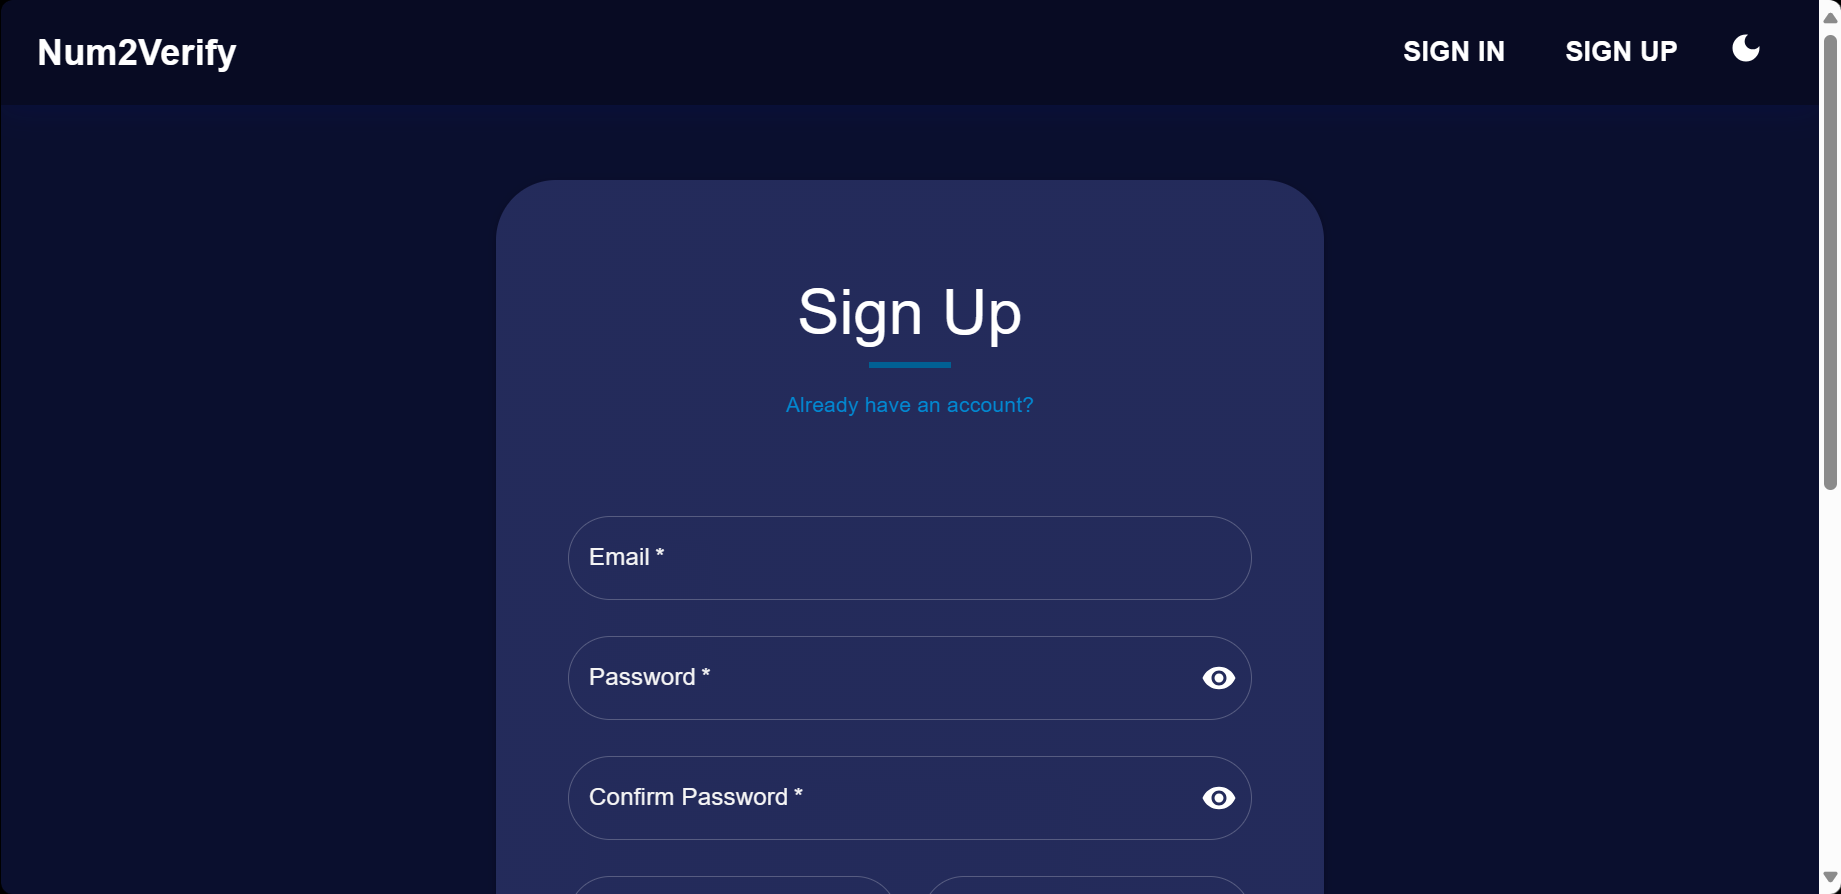 Num2Verify
SIGN IN
SIGN UP
Sign Up
Already have an account?
Email *
Password *
Confirm Password *